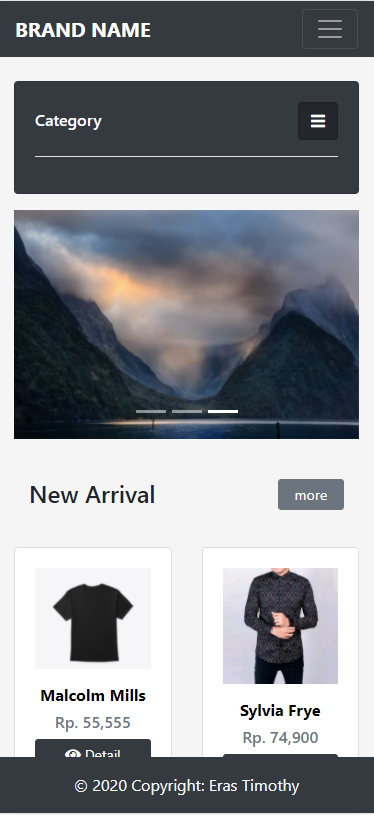 BRAND NAME
Category
New Arrival
more
Malcolm Mills
Rp. 55,555
Detail
Sylvia Frye
Rp. 74,900
© 2020 Copyright: Eras Timothy